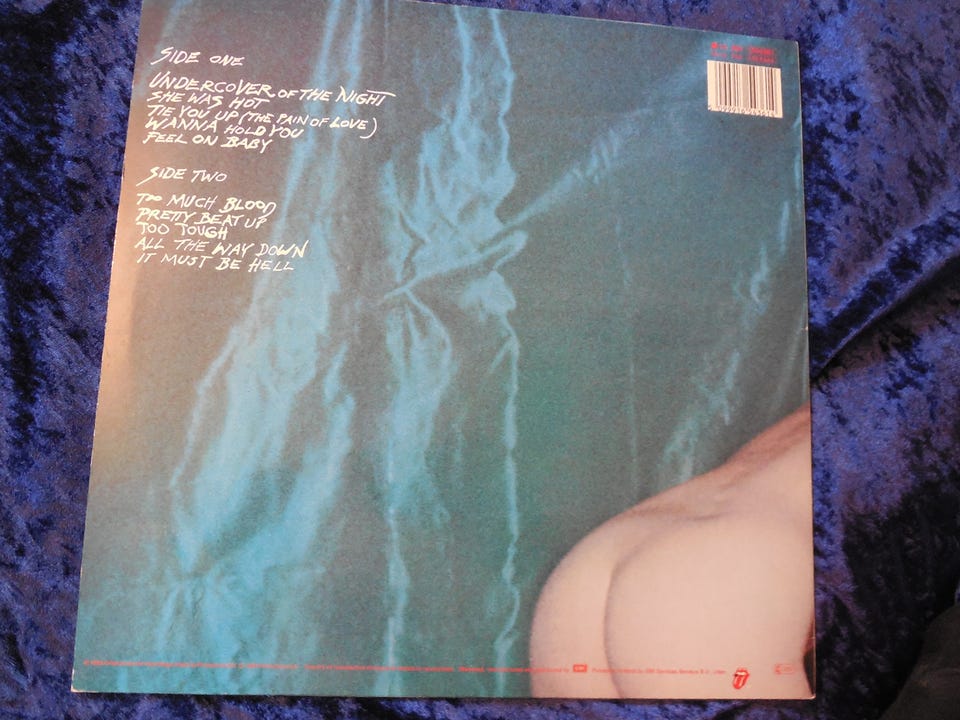 SIDE ONE
UNDERCOVER OF THE NIGHT
SHE WAS HOT
TIE YOU UP (THE PAIN OF LOVE)
WANNA HOLD YOU
FEEL ON BABY
SIDE TWO
TOO MUCH BLOOD
PRETTY BEAT UP
TOO TOUGH
ALL THE WAY DOWN
IT MUST BE HELL
EMI